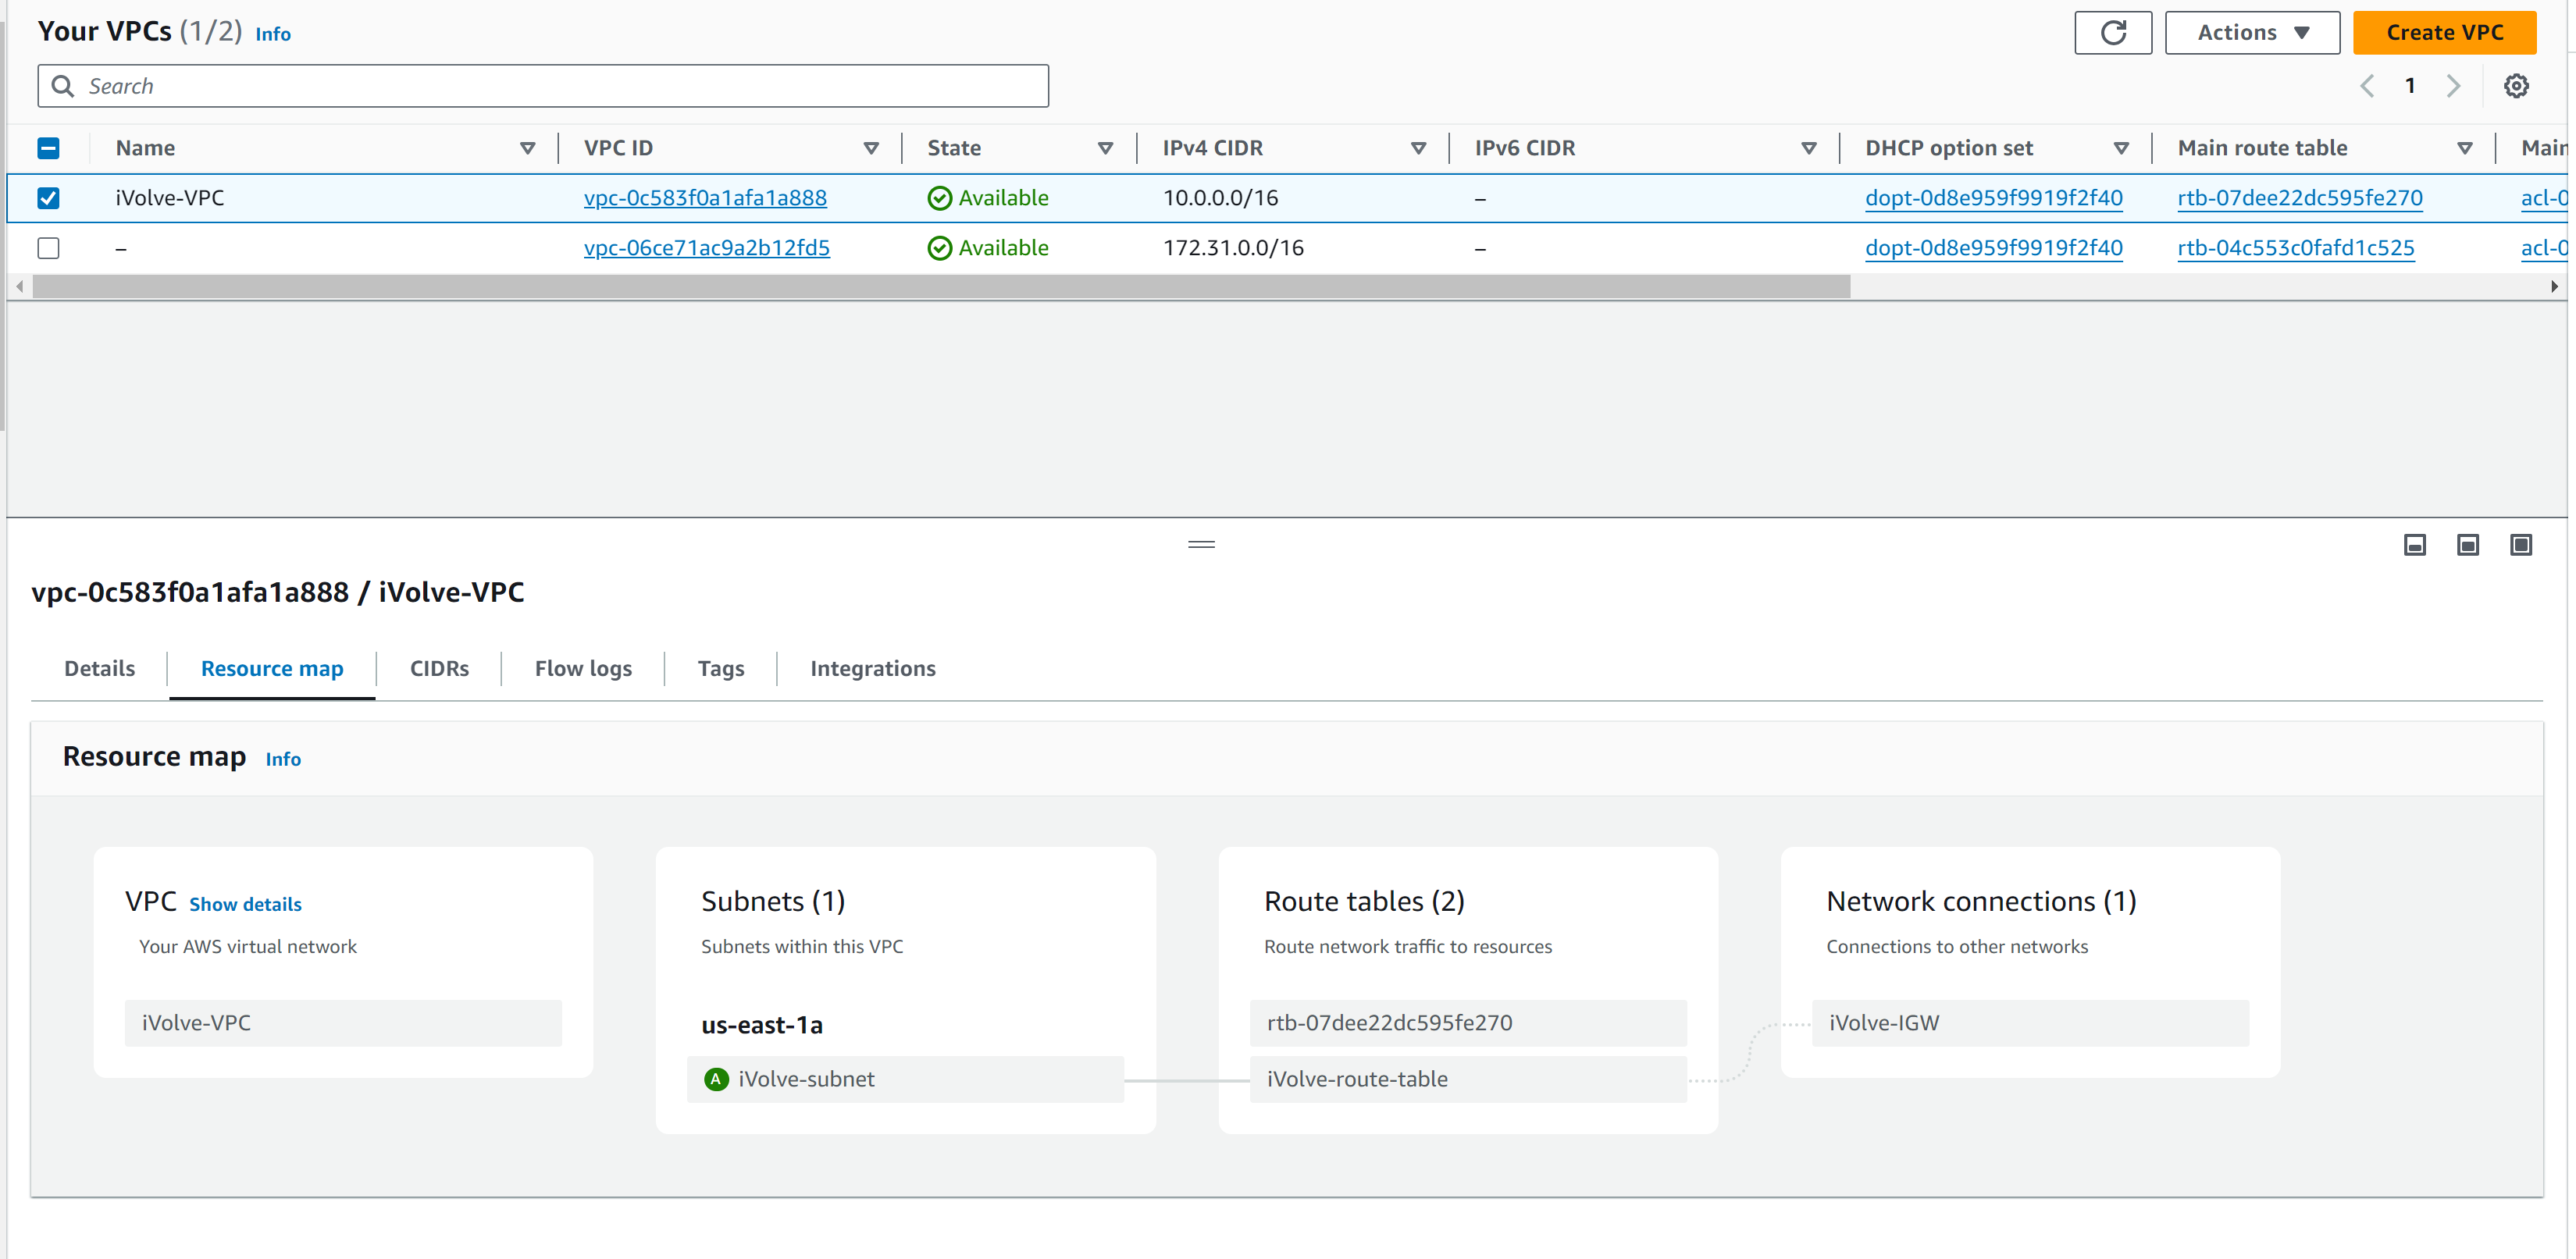 Your VPCs (1/2) Info
Actions Create VPC
Search
1
Name VPC ID State IPv4 CIDR IPv6 CIDR DHCP option set Main route table Main
iVolve-VPC vpc-0c583f0a1afa1a888 Available 10.0.0.0/16 – dopt-0d8e959f9919f2f40 rtb-07dee22dc595fe270 acl-0
– vpc-06ce71ac9a2b12fd5 Available 172.31.0.0/16 – dopt-0d8e959f9919f2f40 rtb-04c553c0fafd1c525 acl-0
vpc-0c583f0a1afa1a888 / iVolve-VPC
Details Resource map CIDRs Flow logs Tags Integrations
Resource map Info
VPC Show details
Your AWS virtual network
iVolve-VPC
Subnets (1)
Subnets within this VPC
us-east-1a
A iVolve-subnet
Route tables (2)
Route network traffic to resources
rtb-07dee22dc595fe270
iVolve-route-table
Network connections (1)
Connections to other networks
iVolve-IGW